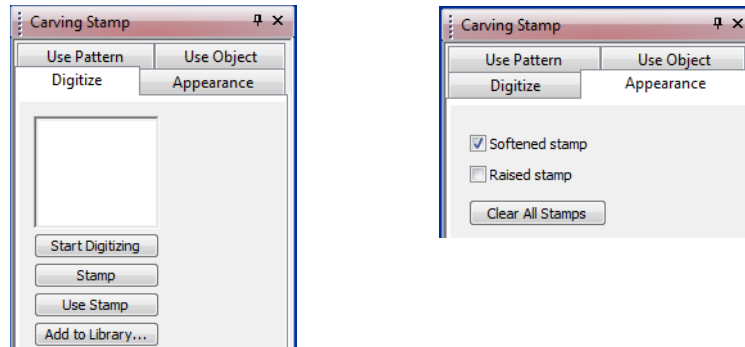 Carving Stamp
Use Pattern Use Object
Digitize Appearance
Start Digitizing
Stamp
Use Stamp
Add to Library...
Carving Stamp
Use Pattern Use Object
Digitize Appearance
Softened stamp
Raised stamp
Clear All Stamps